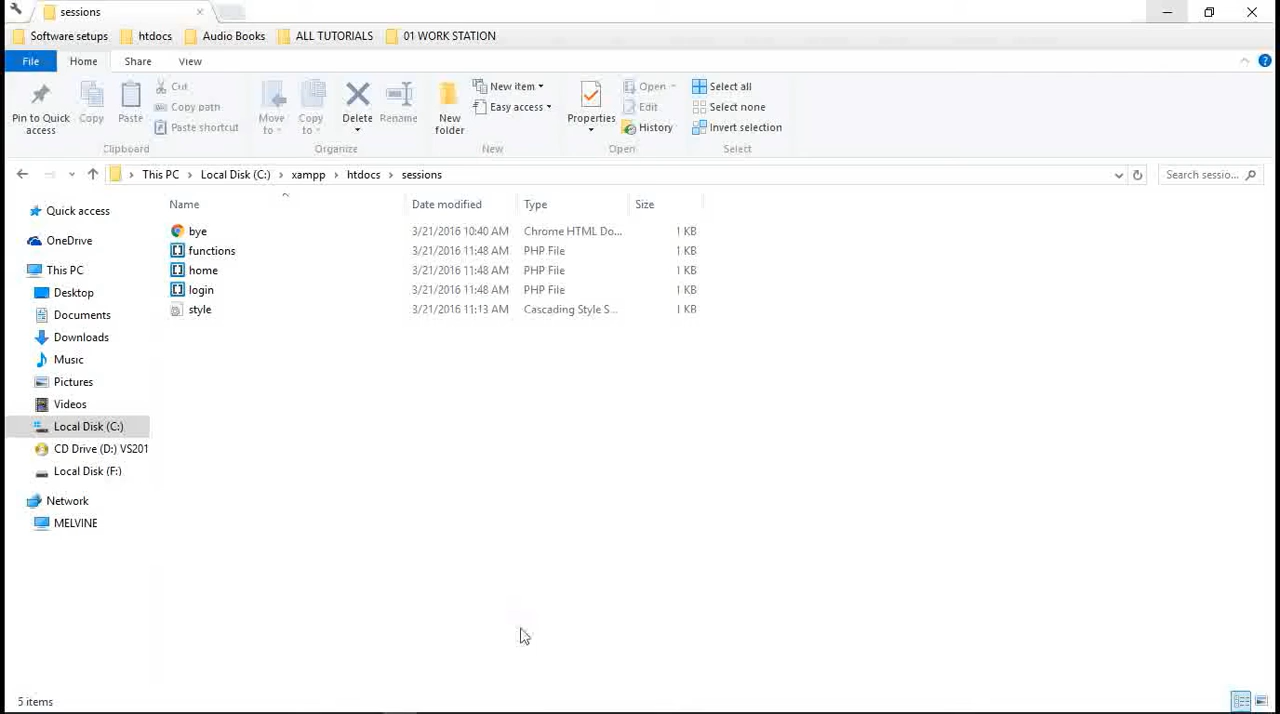 sessions
Software setups htdocs Audio Books ALL TUTORIALS 01 WORK STATION
File Home Share View
Pin to Quick access
Copy
Paste
Cut
Copy path
Paste shortcut
Clipboard
Move to
Copy to
Delete
Rename
Organize
New folder
New item
Easy access
New
Properties
Open
Edit
History
Open
Select all
Select none
Invert selection
Select
This PC Local Disk (C:) xampp htdocs sessions
Search sessio...
Quick access
OneDrive
This PC
Desktop
Documents
Downloads
Music
Pictures
Videos
Local Disk (C:)
CD Drive (D:) VS201
Local Disk (F:)
Network
MELVINE
Name Date modified Type Size
bye 3/21/2016 10:40 AM Chrome HTML Do... 1 KB
functions 3/21/2016 11:48 AM PHP File 1 KB
home 3/21/2016 11:48 AM PHP File 1 KB
login 3/21/2016 11:48 AM PHP File 1 KB
style 3/21/2016 11:13 AM Cascading Style S... 1 KB
5 items